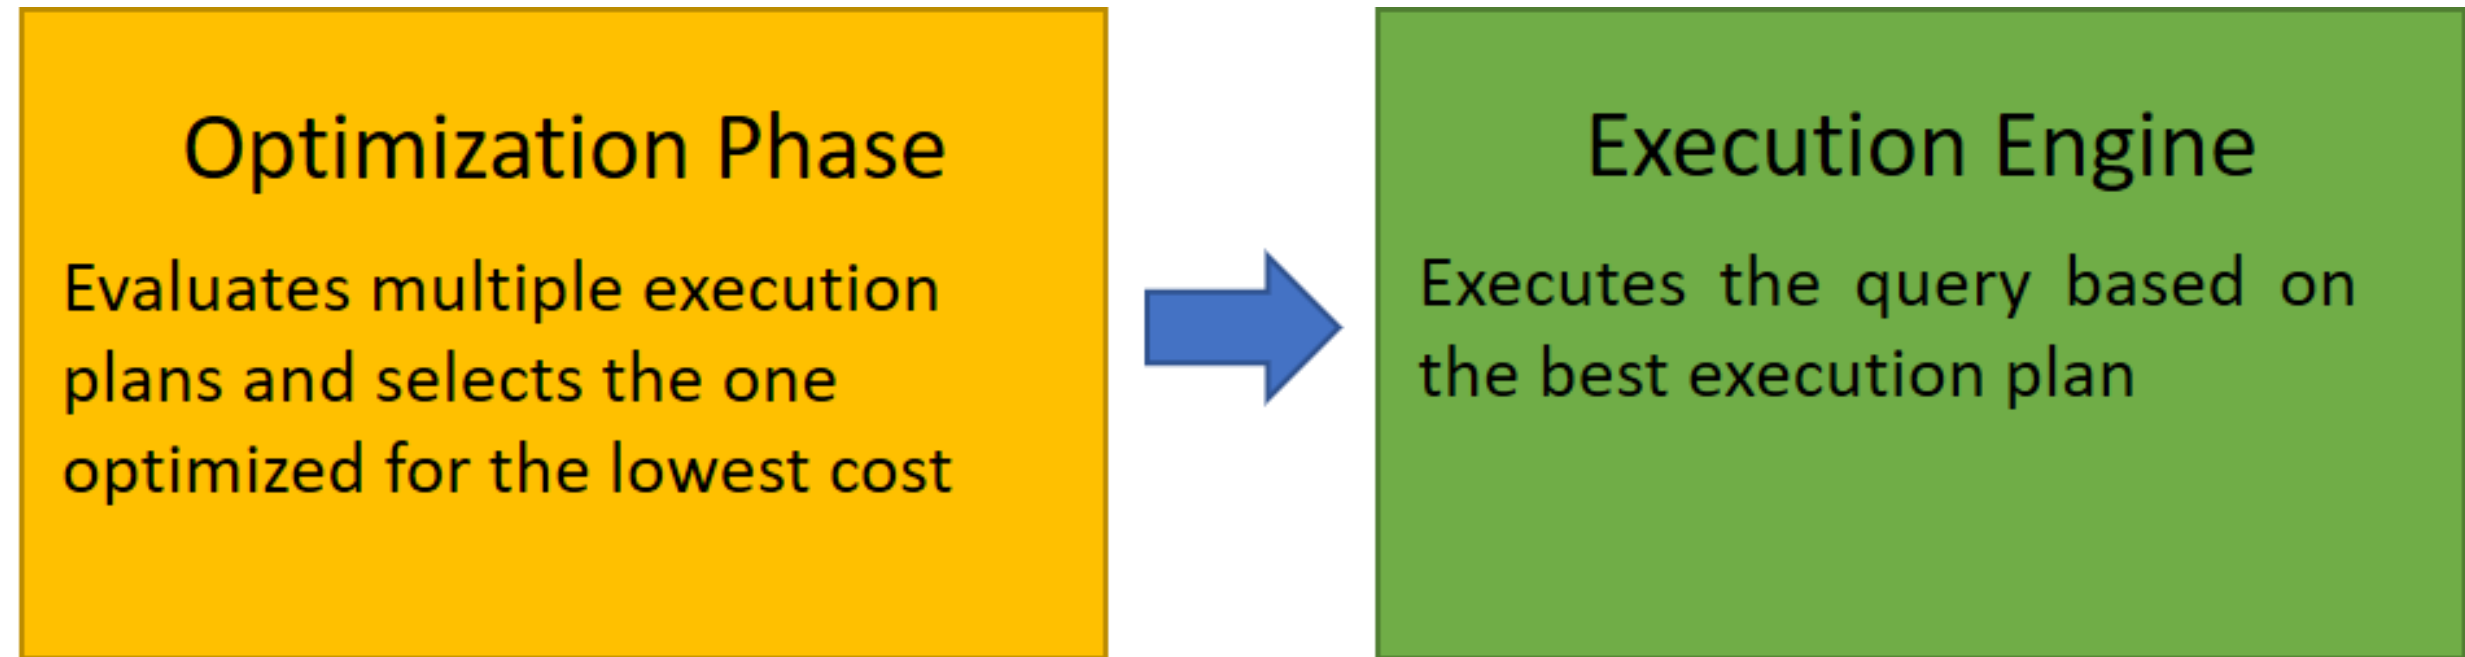 Optimization Phase
Evaluates multiple execution
plans and selects the one
optimized for the lowest cost
Execution Engine
Executes the query based on
the best execution plan